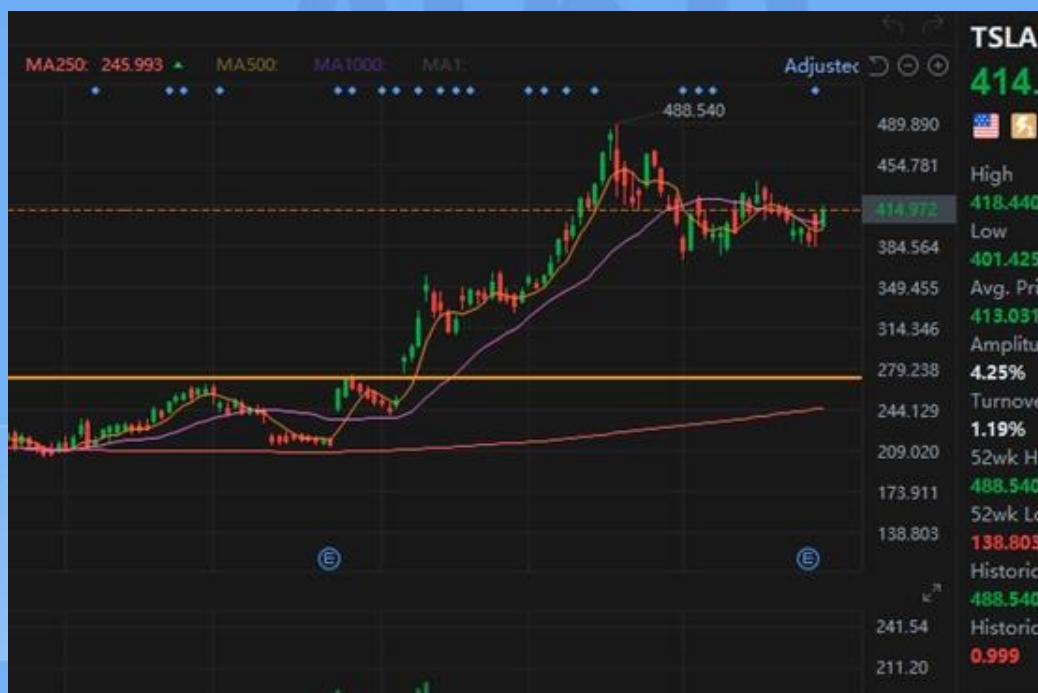 MA250: 245.993 MA500: MA1000: MA1: Adjusted
TSLA
414.
488.540
489.890
454.781
414.972
384.564
349.455
314.346
279.238
244.129
209.020
173.911
138.803
E E
241.54
211.20
High
418.440
Low
401.425
Avg. Pri
413.031
Amplitu
4.25%
Turnove
1.19%
52wk H
488.540
52wk Lo
138.803
Historic
488.540
Historic
0.999